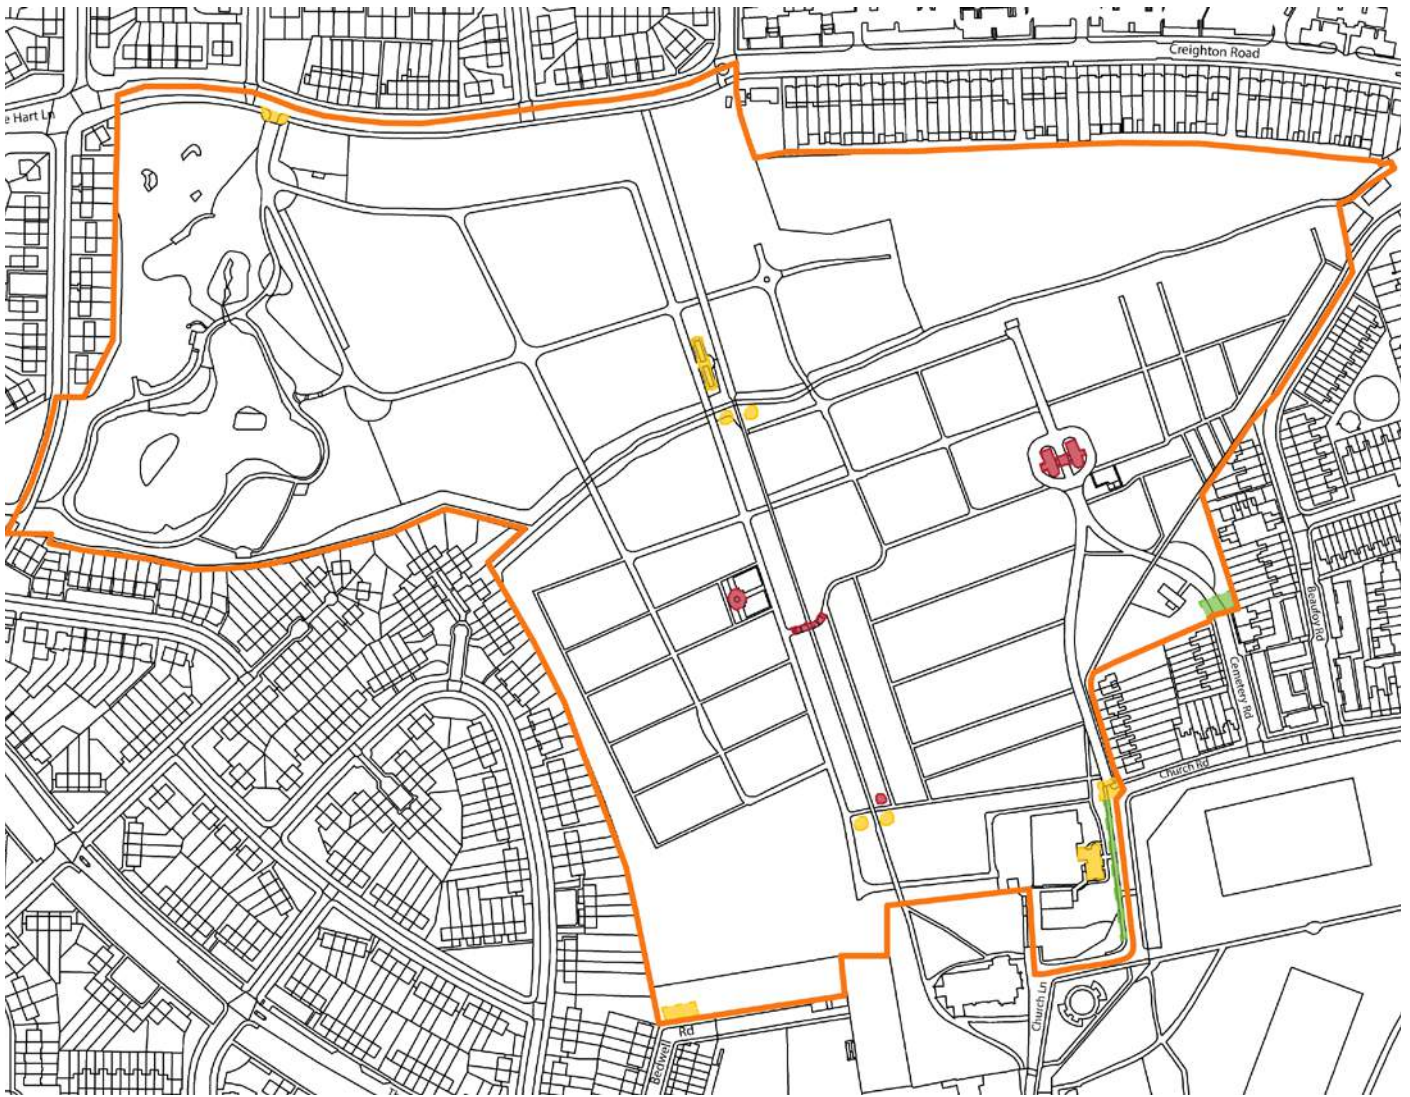 Creighton Road
e Hart Ln
Beaufoy Rd
Cemetery Rd
Church Rd
Church Ln
Rd
Bedwell